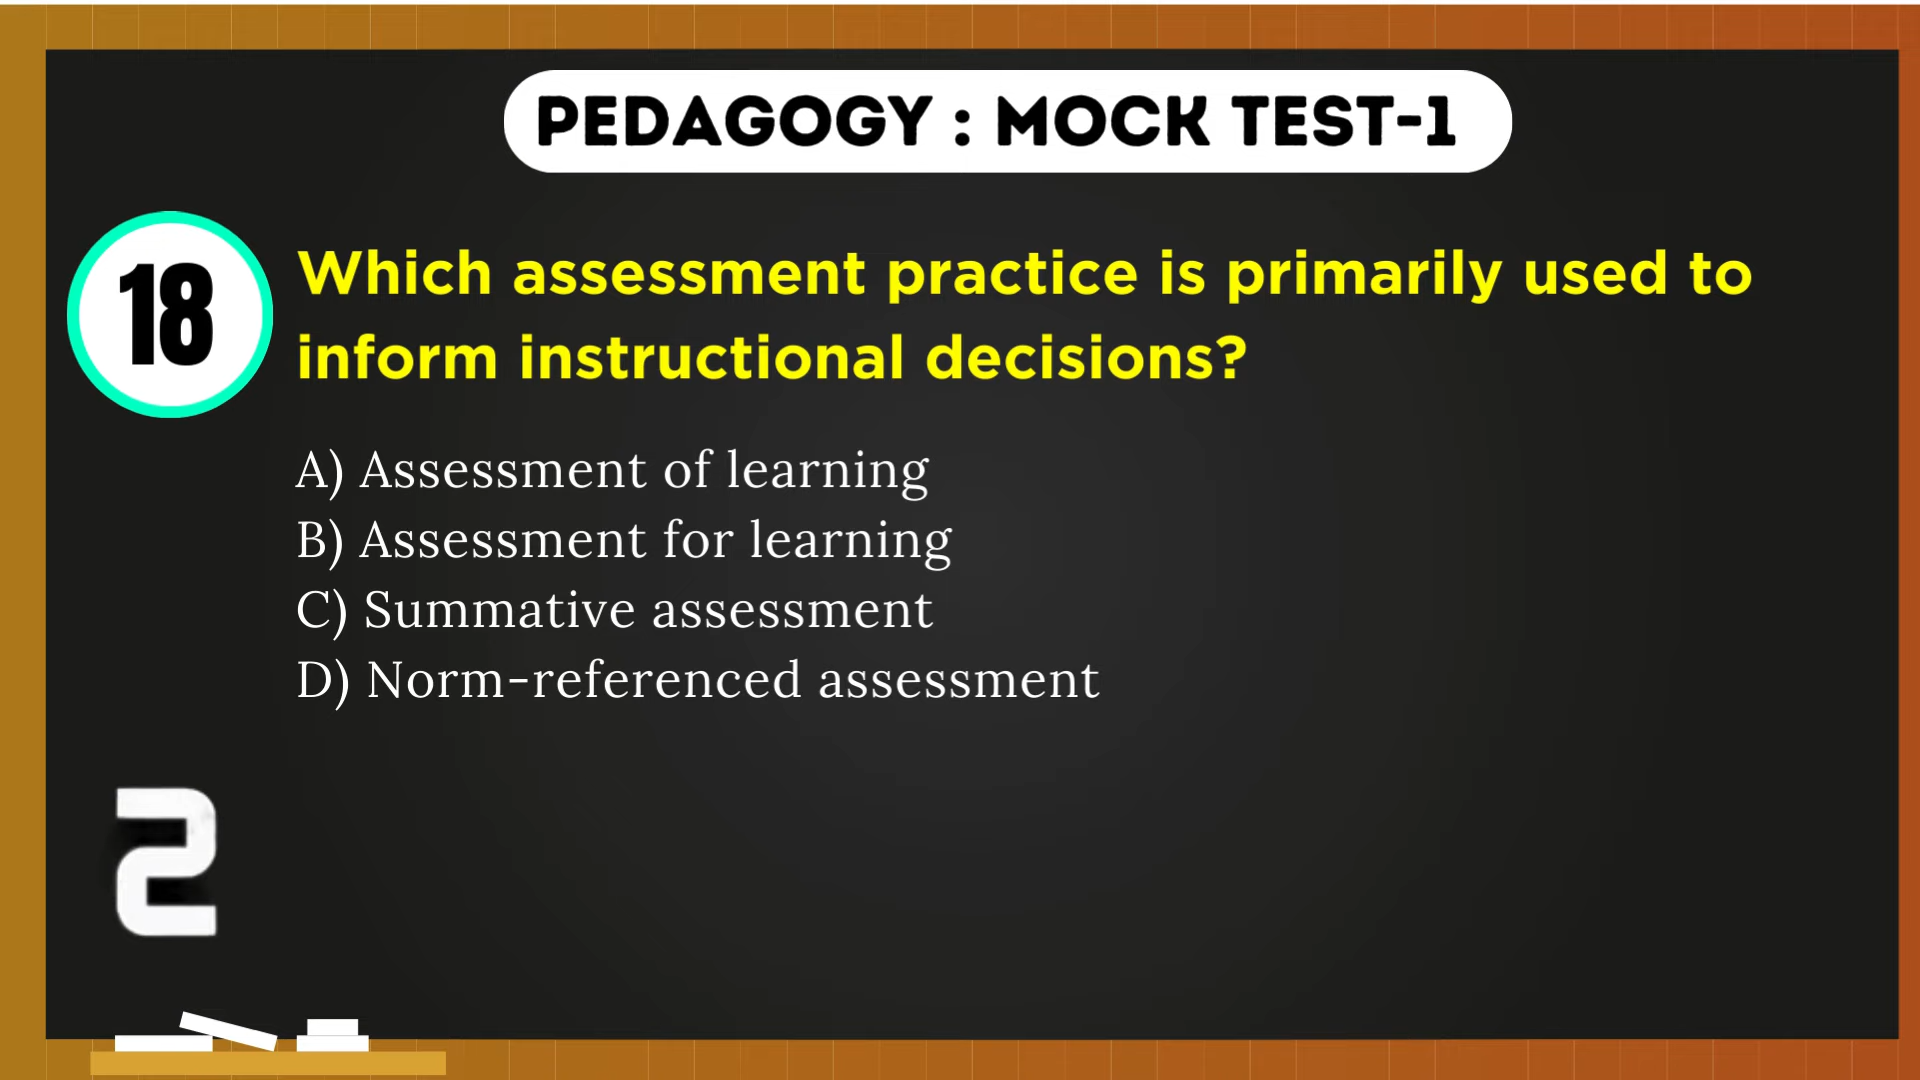 PEDAGOGY : MOCK TEST-1
18
Which assessment practice is primarily used to
inform instructional decisions?
A) Assessment of learning
B) Assessment for learning
C) Summative assessment
D) Norm-referenced assessment
2